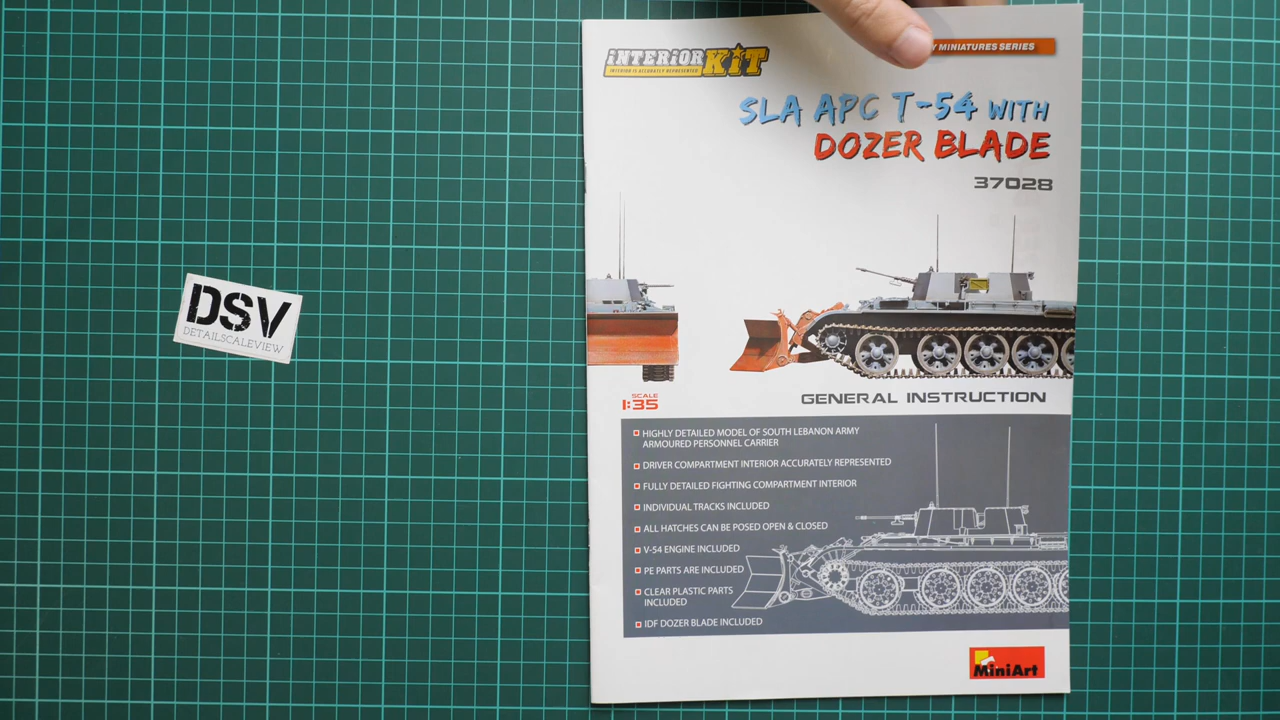 INTERIORKIT
INTERIOR IS ACCURATELY REPRESENTED
MINIATURES SERIES
SLA APC T-54 WITH
DOZER BLADE
37028
DSV
DETAILSCALEVIEW
SCALE
1:35
GENERAL INSTRUCTION
HIGHLY DETAILED MODEL OF SOUTH LEBANON ARMY
ARMOURED PERSONNEL CARRIER
DRIVER COMPARTMENT INTERIOR ACCURATELY REPRESENTED
FULLY DETAILED FIGHTING COMPARTMENT INTERIOR
INDIVIDUAL TRACKS INCLUDED
ALL HATCHES CAN BE POSED OPEN & CLOSED
V-54 ENGINE INCLUDED
PE PARTS ARE INCLUDED
CLEAR PLASTIC PARTS
INCLUDED
IDF DOZER BLADE INCLUDED
MiniArt